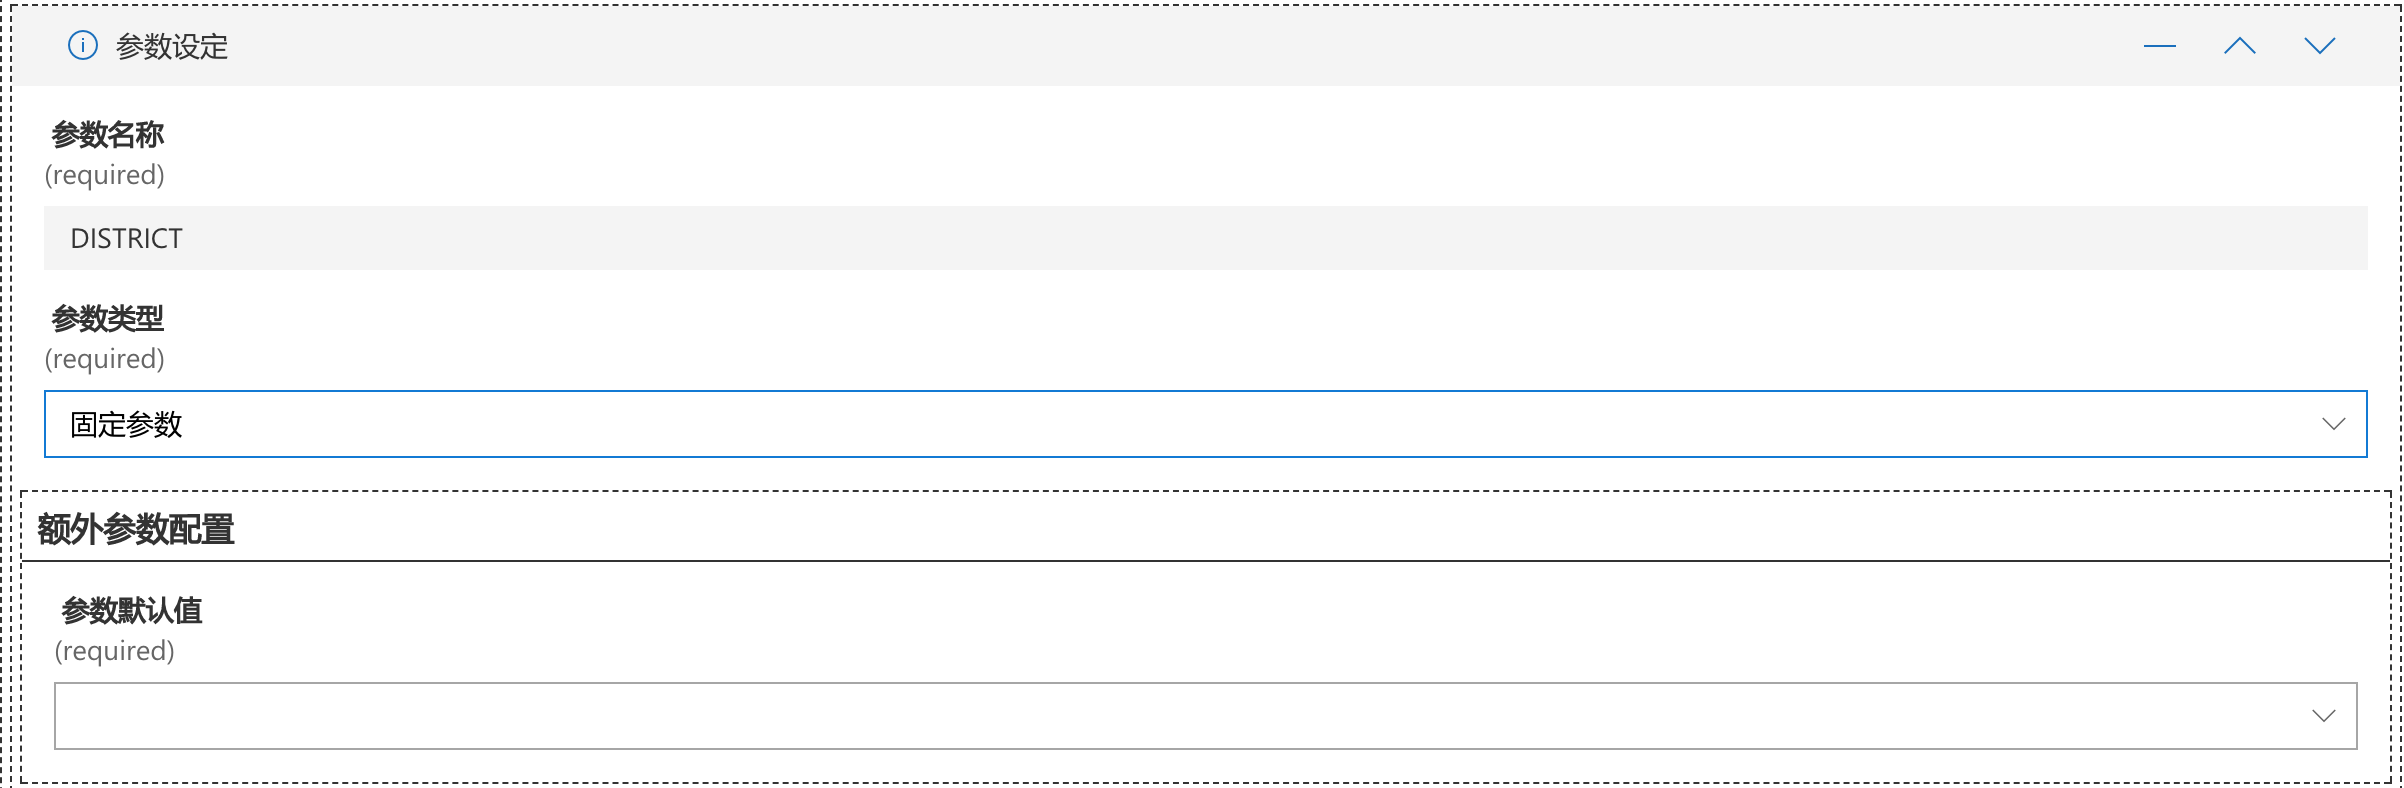 参数设定
参数名称
(required)
DISTRICT
参数类型
(required)
固定参数
额外参数配置
参数默认值
(required)